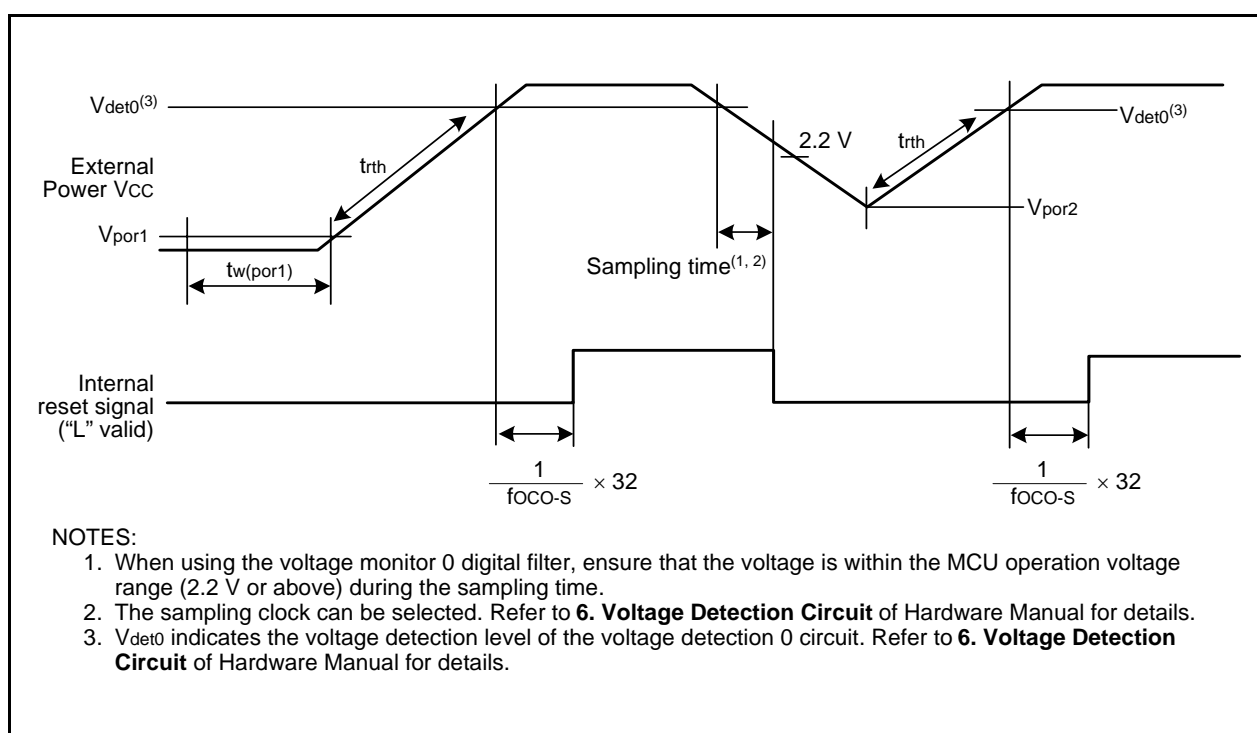 Vdet0(3)
External
Power VCC
Vpor1
tw(por1)
trth
Sampling time(1, 2)
2.2 V
trth
Vdet0(3)
Vpor2
Internal
reset signal
(“L” valid)
1
fOCO-S
× 32
1
fOCO-S
× 32
NOTES:
1. When using the voltage monitor 0 digital filter, ensure that the voltage is within the MCU operation voltage
range (2.2 V or above) during the sampling time.
2. The sampling clock can be selected. Refer to 6. Voltage Detection Circuit of Hardware Manual for details.
3. Vdet0 indicates the voltage detection level of the voltage detection 0 circuit. Refer to 6. Voltage Detection
Circuit of Hardware Manual for details.